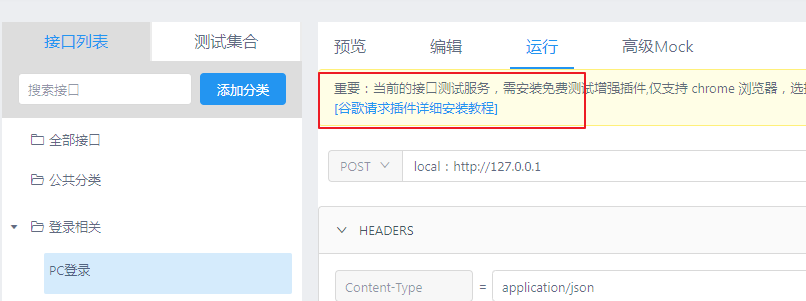 接口列表
测试集合
搜索接口
添加分类
全部接口
公共分类
登录相关
PC登录
预览
编辑
运行
高级Mock
重要：当前的接口测试服务，需安装免费测试增强插件,仅支持 chrome 浏览器，选择
[谷歌请求插件详细安装教程]
POST
local：http://127.0.0.1
HEADERS
Content-Type = application/json